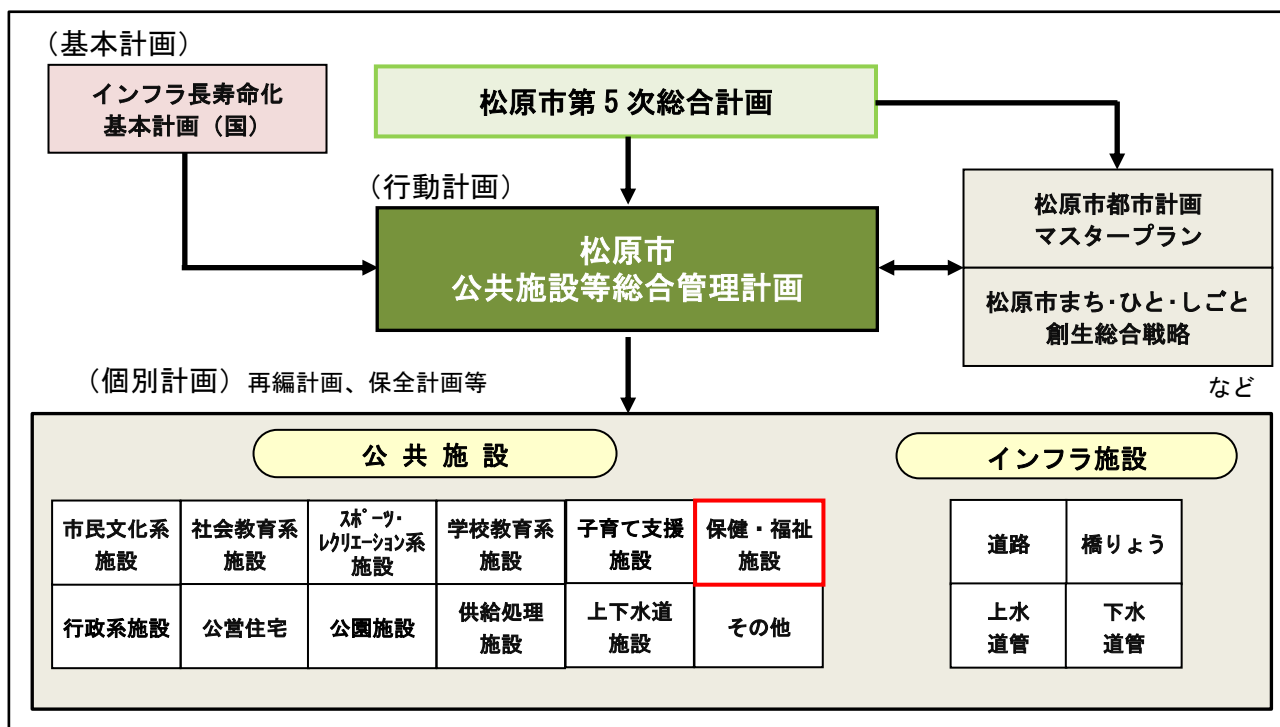 （基本計画）
インフラ長寿命化
基本計画（国）
松原市第５次総合計画
（行動計画）
松原市
公共施設等総合管理計画
松原市都市計画
マスタープラン
松原市まち・ひと・しごと
創生総合戦略
など
（個別計画）再編計画、保全計画等
公共施設
市民文化系
施設
社会教育系
施設
ｽﾎﾟｰﾂ・
ﾚｸﾘｴｰｼｮﾝ系
施設
学校教育系
施設
子育て支援
施設
保健・福祉
施設
行政系施設
公営住宅
公園施設
供給処理
施設
上下水道
施設
その他
インフラ施設
道路
橋りょう
上水
道管
下水
道管